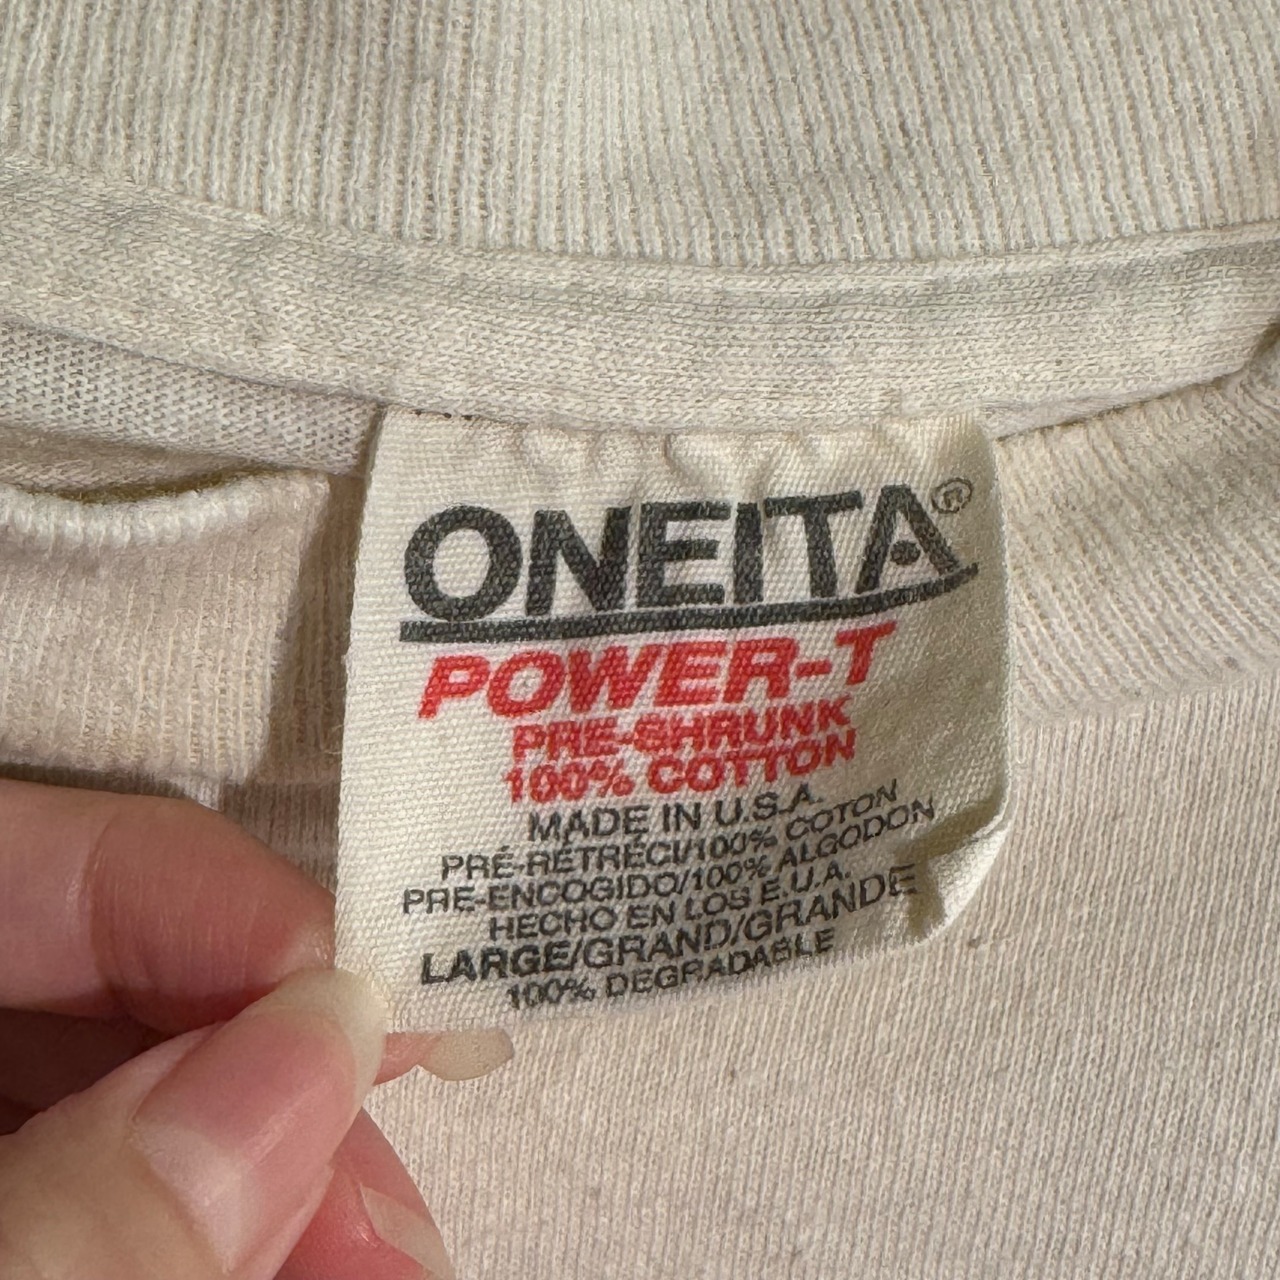 ONEITA®
POWER-T
PRE-SHRUNK
100% COTTON
MADE IN U.S.A.
PRÉ-RÉTRÉCI/100% COTON
PRE-ENCOGIDO/100% ALGODON
HECHO EN LOS E.U.A.
LARGE/GRAND/GRANDE
100% DEGRADABLE